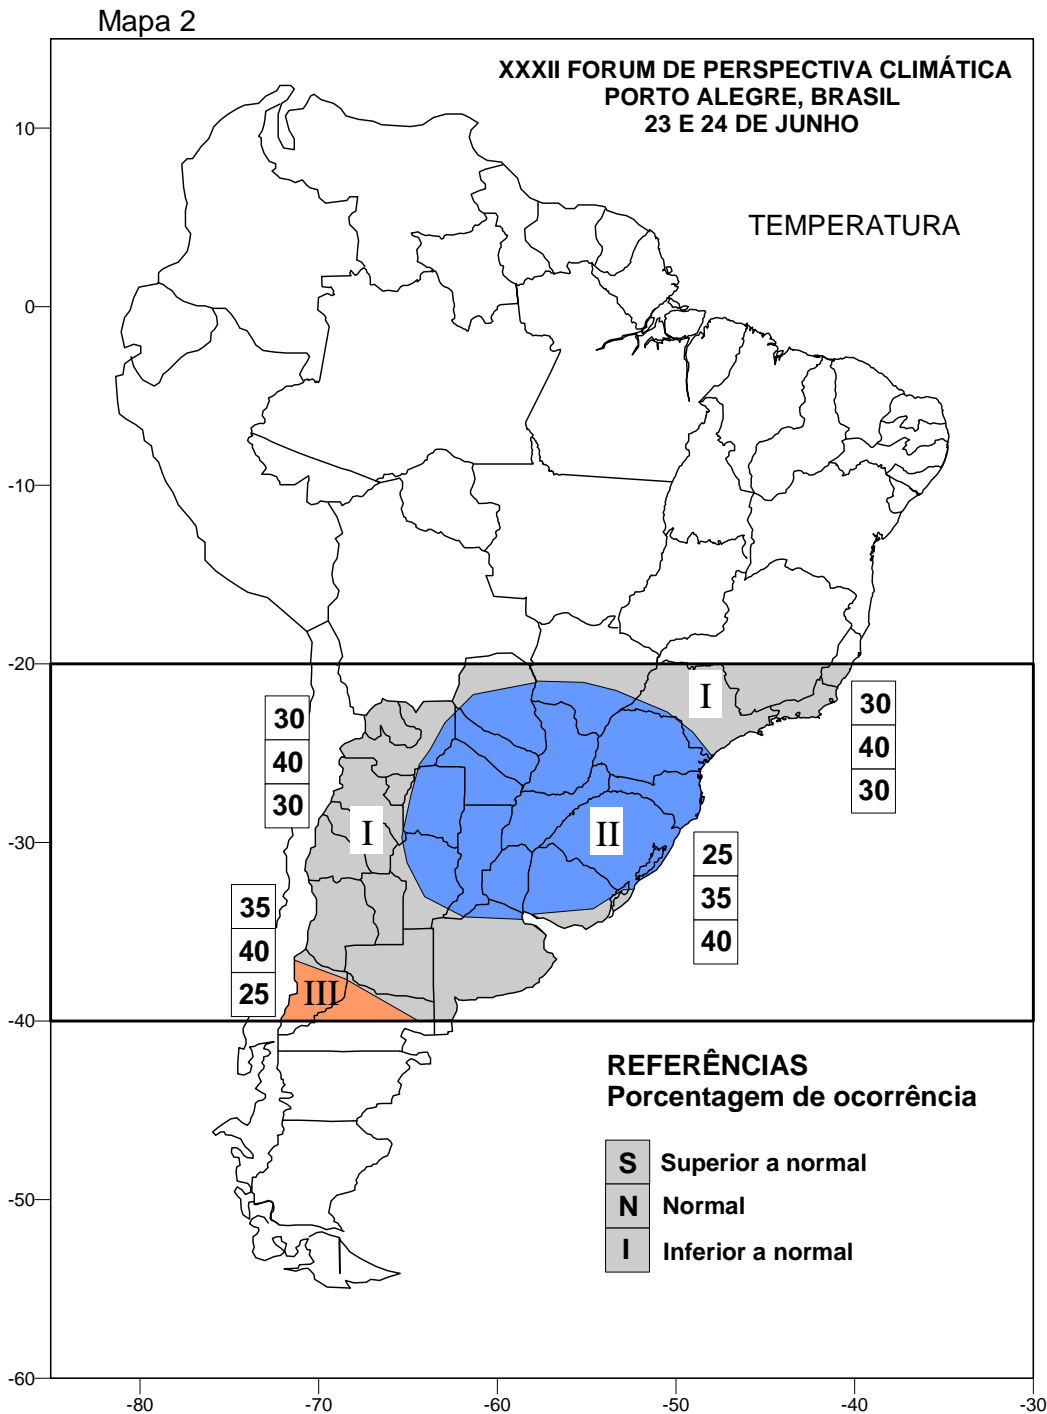 Mapa 2
XXXII FORUM DE PERSPECTIVA CLIMÁTICA
PORTO ALEGRE, BRASIL
23 E 24 DE JUNHO
TEMPERATURA
10
0
-10
-20
-30
-40
-50
-60
I
30
40
30
30
40
30
I
II
25
35
40
35
40
25
III
REFERÊNCIAS
Porcentagem de ocorrência
S Superior a normal
N Normal
I Inferior a normal
-80 -70 -60 -50 -40 -30